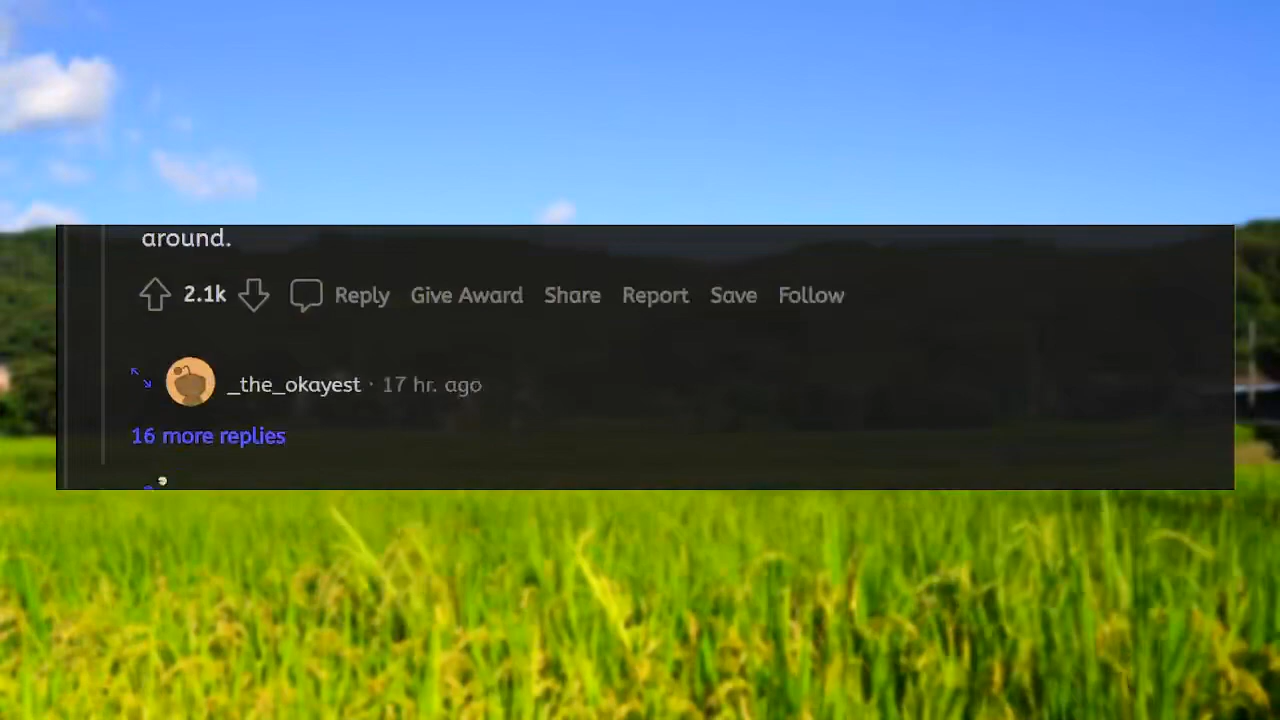 around.
2.1k Reply Give Award Share Report Save Follow
_the_okayest · 17 hr. ago
16 more replies